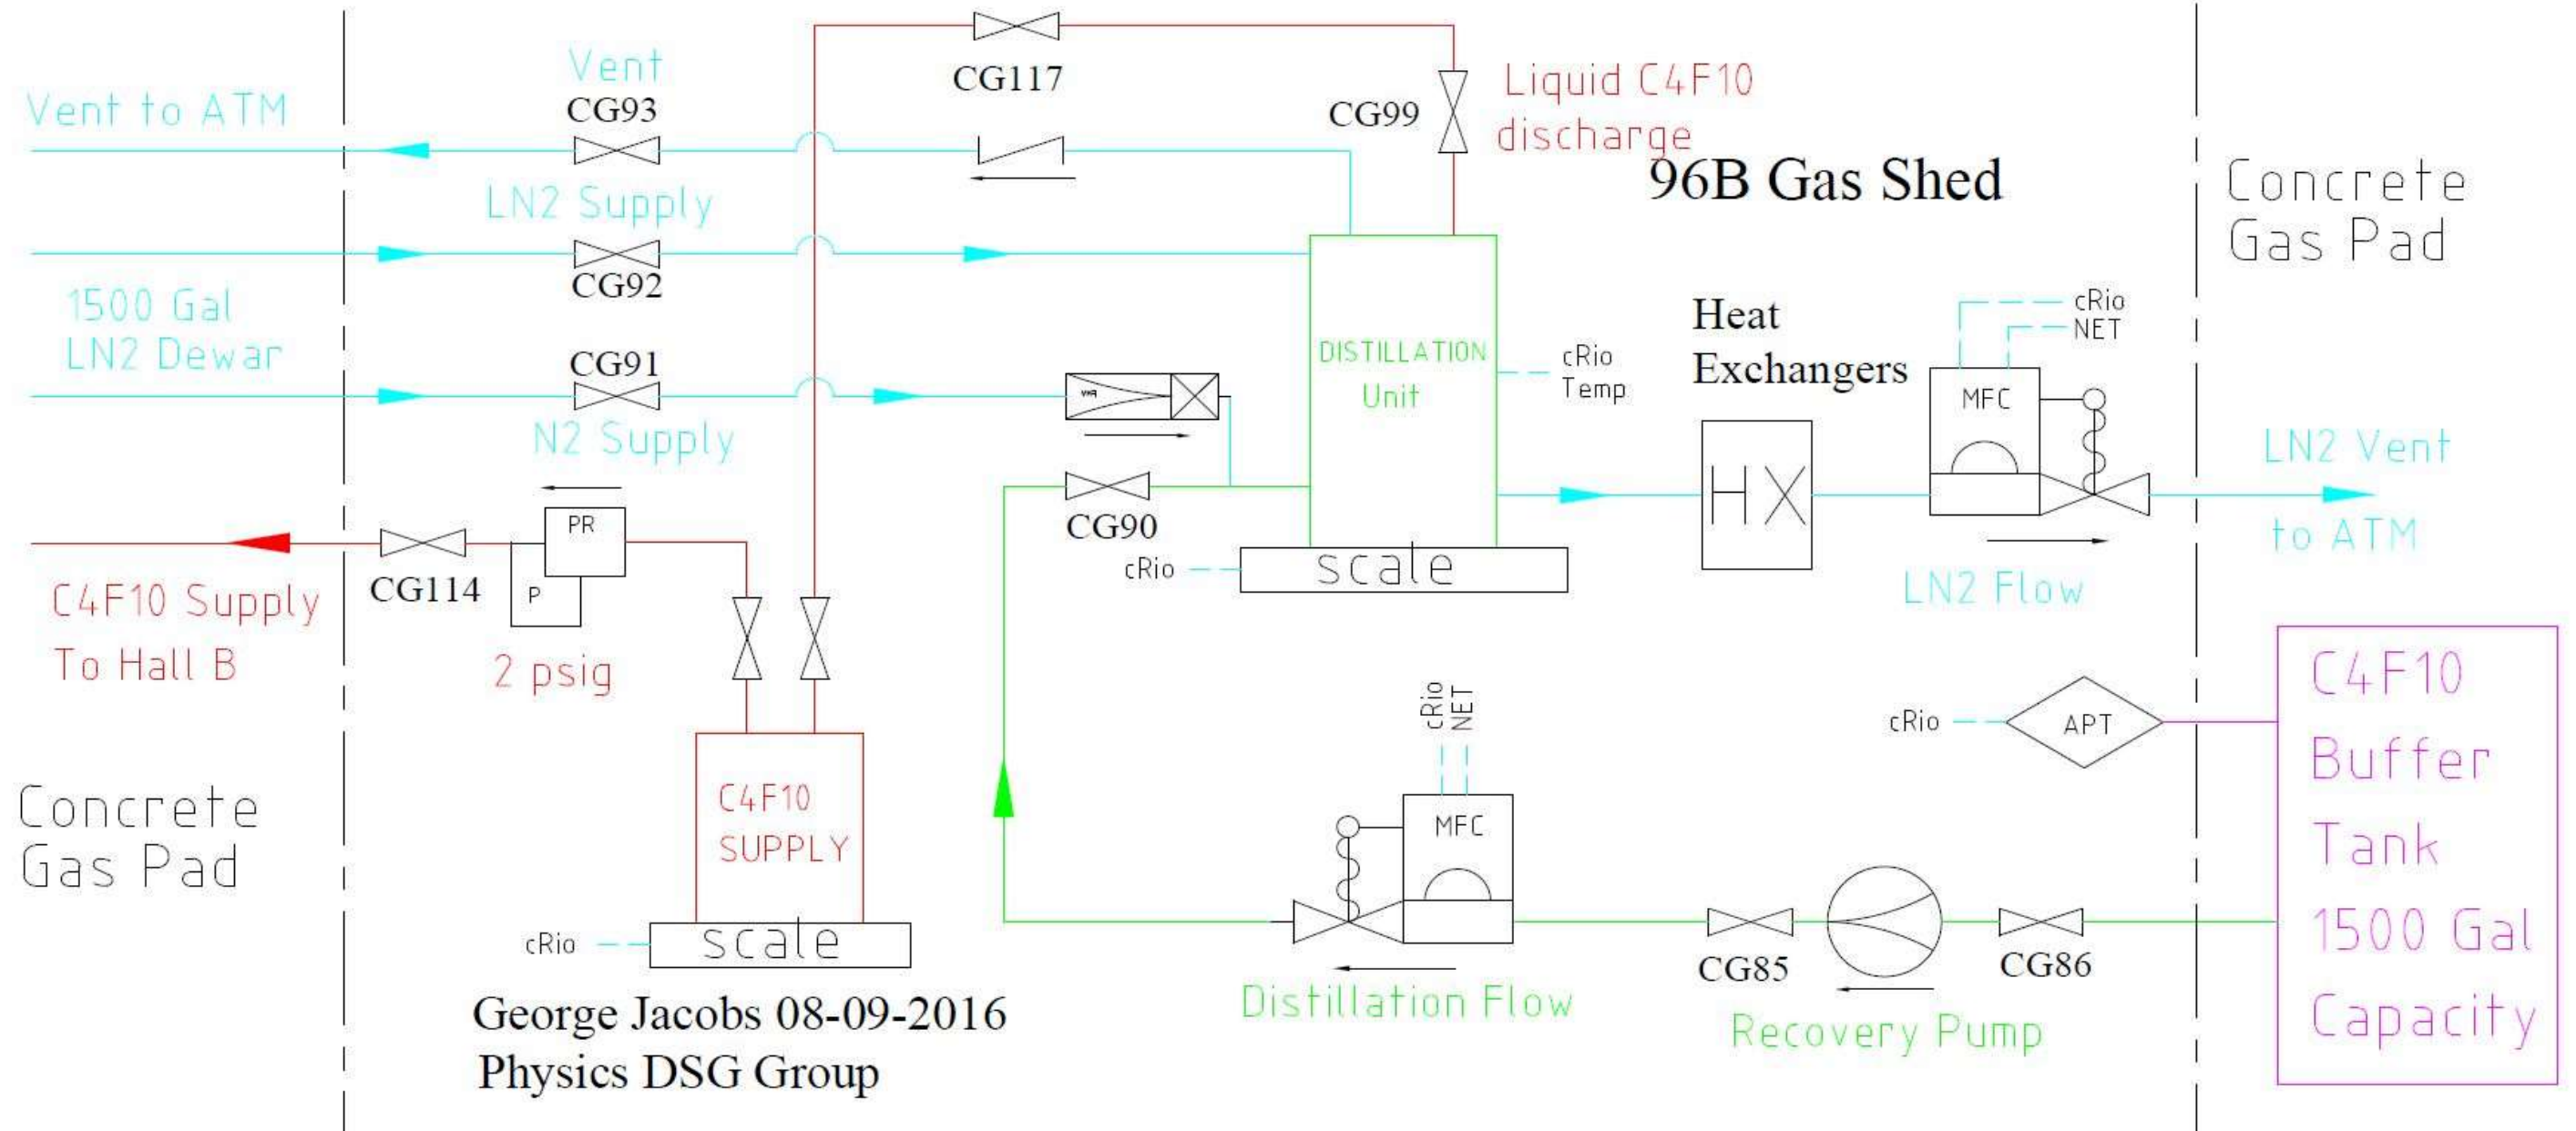 Vent
CG93
Vent to ATM
CG117
CG99
Liquid C4F10
discharge
96B Gas Shed
Concrete
Gas Pad
LN2 Supply
CG92
1500 Gal
LN2 Dewar
CG91
N2 Supply
DISTILLATION
Unit
cRio
Temp
Heat
Exchangers
cRio
NET
MFC
HX
LN2 Vent
to ATM
LN2 Flow
CG90
cRio
scale
PR
P
CG114
C4F10 Supply
To Hall B
2 psig
C4F10
SUPPLY
cRio
scale
Concrete
Gas Pad
cRio
NET
MFC
Distillation Flow
CG85
CG86
Recovery Pump
cRio
APT
C4F10
Buffer
Tank
1500 Gal
Capacity
George Jacobs 08-09-2016
Physics DSG Group